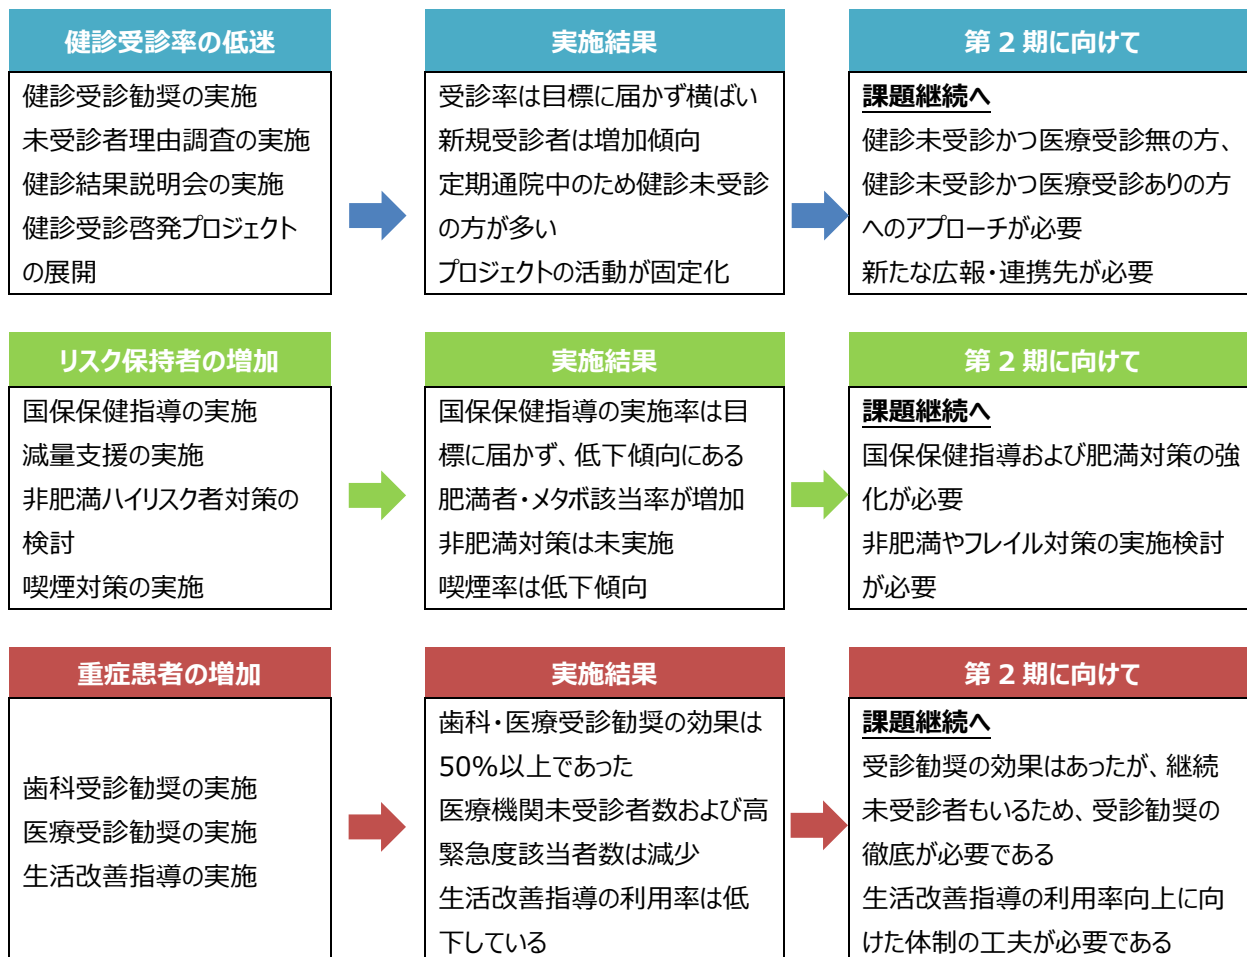 健診受診率の低迷
健診受診勧奨の実施
未受診者理由調査の実施
健診結果説明会の実施
健診受診啓発プロジェクト
の展開
実施結果
受診率は目標に届かず横ばい
新規受診者は増加傾向
定期通院中のため健診未受診
の方が多い
プロジェクトの活動が固定化
第2期に向けて
課題継続へ
健診未受診かつ医療受診無の方、
健診未受診かつ医療受診ありの方
へのアプローチが必要
新たな広報・連携先が必要
リスク保持者の増加
国保保健指導の実施
減量支援の実施
非肥満ハイリスク者対策の
検討
喫煙対策の実施
実施結果
国保保健指導の実施率は目
標に届かず、低下傾向にある
肥満者・メタボ該当率が増加
非肥満対策は未実施
喫煙率は低下傾向
第2期に向けて
課題継続へ
国保保健指導および肥満対策の強
化が必要
非肥満やフレイル対策の実施検討
が必要
重症患者の増加
歯科受診勧奨の実施
医療受診勧奨の実施
生活改善指導の実施
実施結果
歯科・医療受診勧奨の効果は
50%以上であった
医療機関未受診者数および高
緊急度該当者数は減少
生活改善指導の利用率は低
下している
第2期に向けて
課題継続へ
受診勧奨の効果はあったが、継続
未受診者もいるため、受診勧奨の
徹底が必要である
生活改善指導の利用率向上に向
けた体制の工夫が必要である